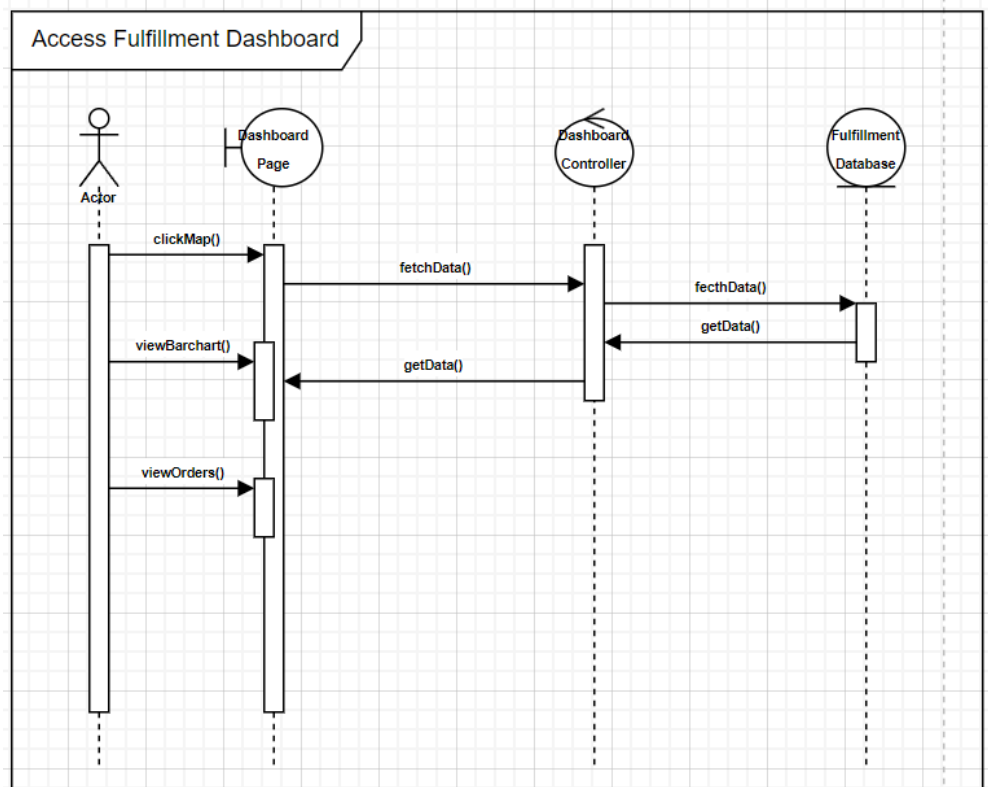 Access Fulfillment Dashboard
Dashboard
Page
Dashboard
Controller
Fulfillment
Database
Actor
clickMap()
fetchData()
fecthData()
getData()
viewBarchart()
getData()
viewOrders()